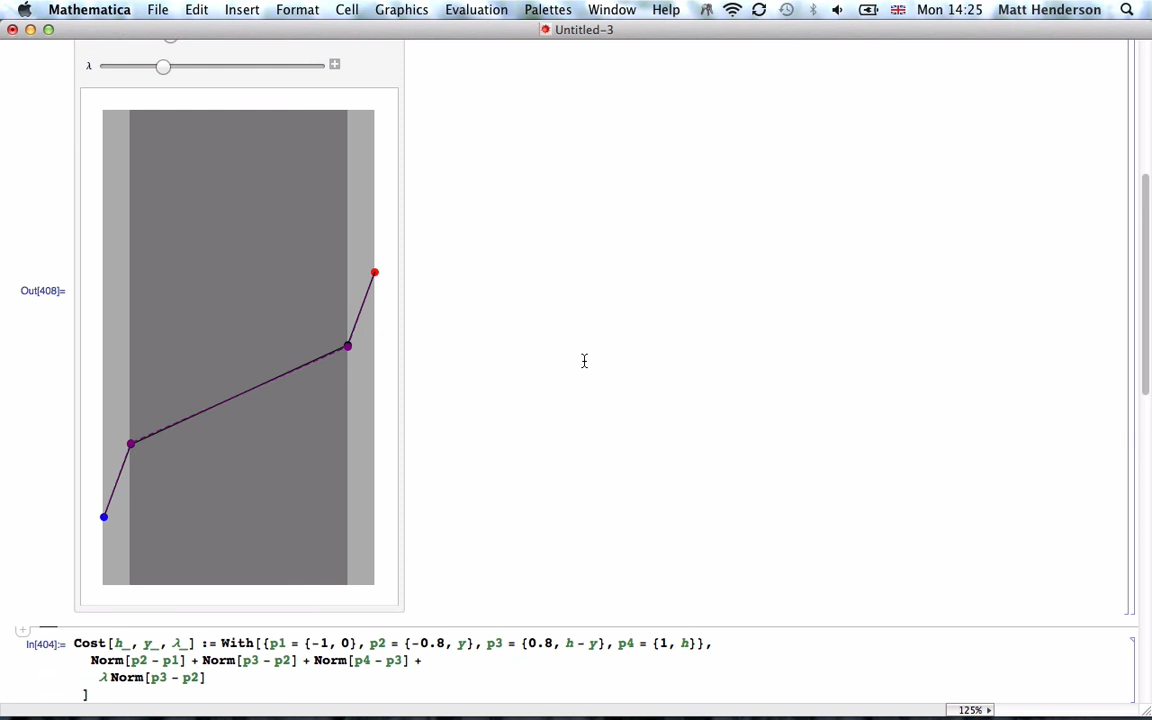 Mathematica File Edit Insert Format Cell Graphics Evaluation Palettes Window Help Mon 14:25 Matt Henderson
Untitled-3
λ
Out[408]=
In[404]:= Cost[h_, y_, λ_] := With[{p1 = {-1, 0}, p2 = {-0.8, y}, p3 = {0.8, h - y}, p4 = {1, h}},
Norm[p2 - p1] + Norm[p3 - p2] + Norm[p4 - p3] +
λ Norm[p3 - p2]
]
125%